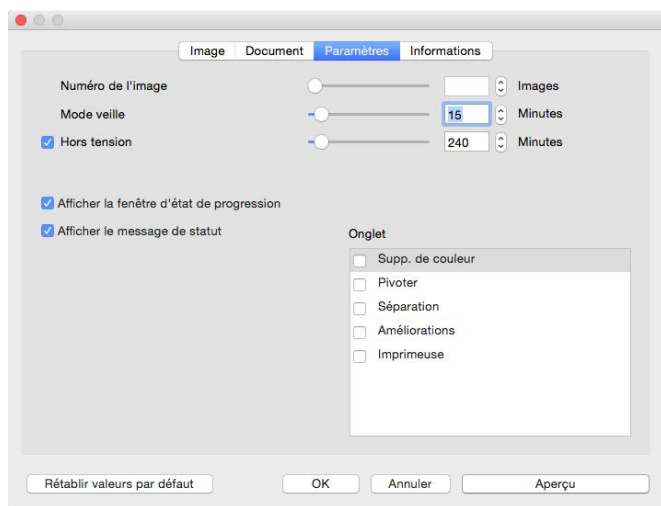 Image Document Paramètres Informations
Numéro de l'image Images
Mode veille 15 Minutes
Hors tension 240 Minutes
Afficher la fenêtre d'état de progression
Afficher le message de statut
Onglet
Supp. de couleur
Pivoter
Séparation
Améliorations
Imprimeuse
Rétablir valeurs par défaut OK Annuler Aperçu